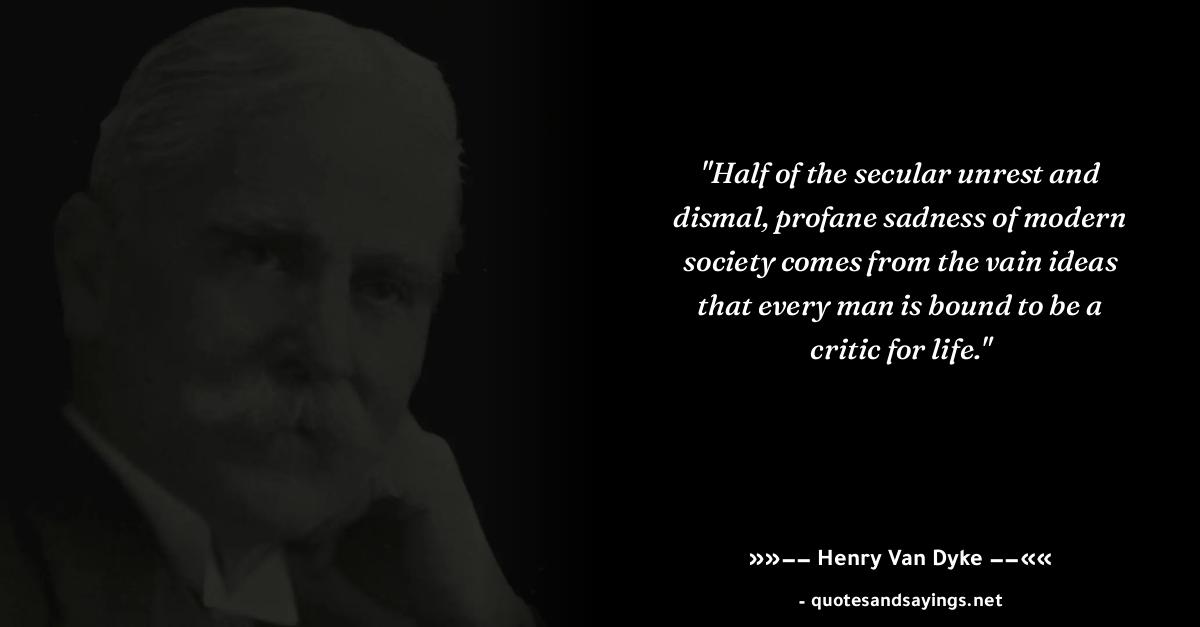 "Half of the secular unrest and
dismal, profane sadness of modern
society comes from the vain ideas
that every man is bound to be a
critic for life."
»»−− Henry Van Dyke −−««
- quotesandsayings.net